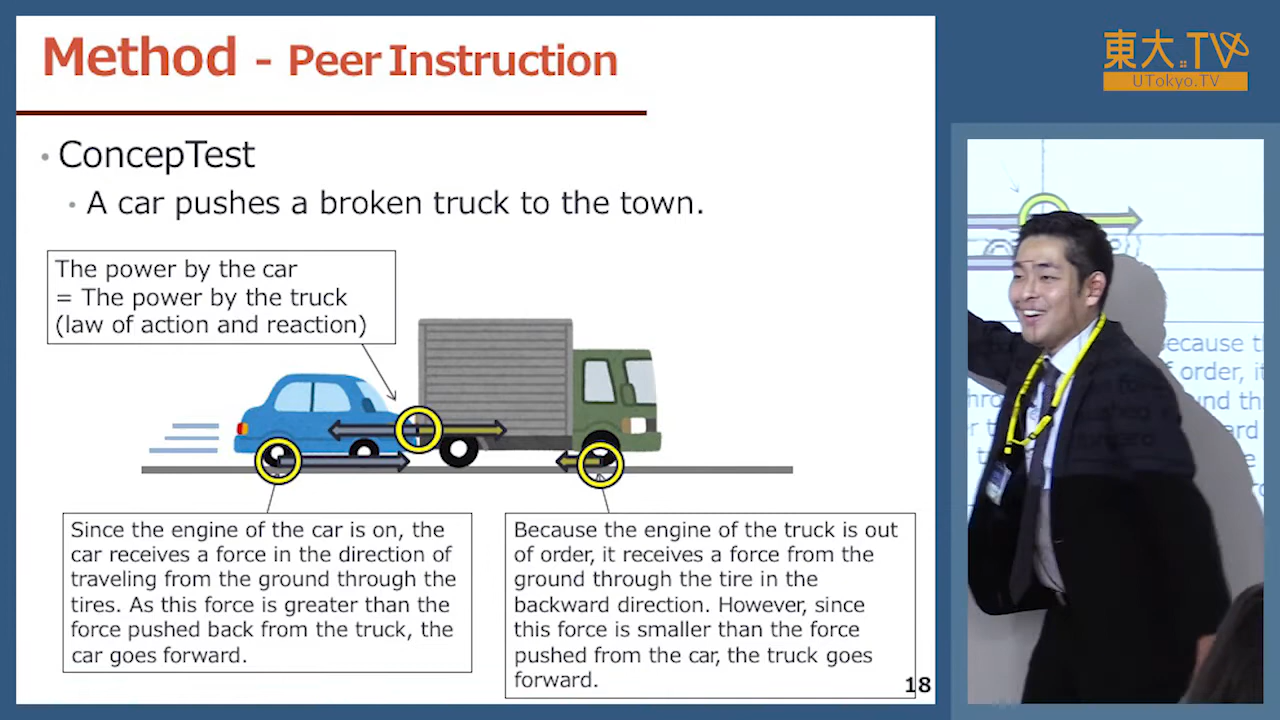 Method - Peer Instruction
東大.TV
UTokyo.TV
• ConcepTest
• A car pushes a broken truck to the town.
The power by the car
= The power by the truck
(law of action and reaction)
Since the engine of the car is on, the
car receives a force in the direction of
traveling from the ground through the
tires. As this force is greater than the
force pushed back from the truck, the
car goes forward.
Because the engine of the truck is out
of order, it receives a force from the
ground through the tire in the
backward direction. However, since
this force is smaller than the force
pushed from the car, the truck goes
forward.
18